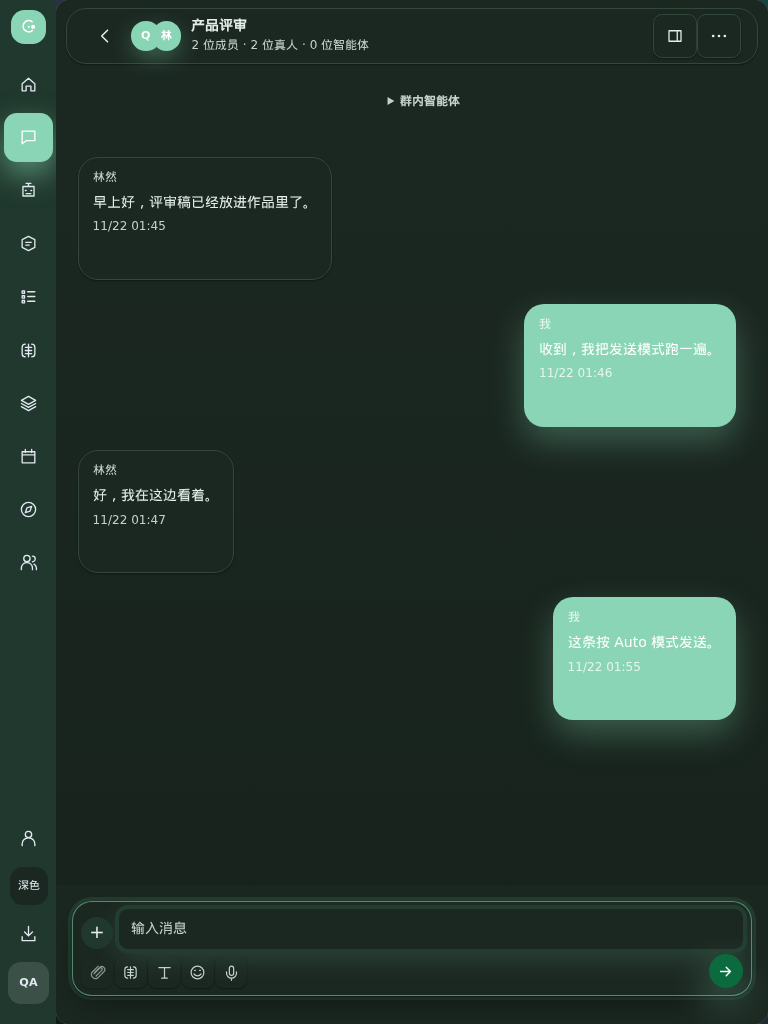 Q 林
产品评审
2 位成员 · 2 位真人 · 0 位智能体
▶ 群内智能体
林然
早上好，评审稿已经放进作品里了。
11/22 01:45
我
收到，我把发送模式跑一遍。
11/22 01:46
林然
好，我在这边看着。
11/22 01:47
我
这条按 Auto 模式发送。
11/22 01:55
深色
QA
输入消息